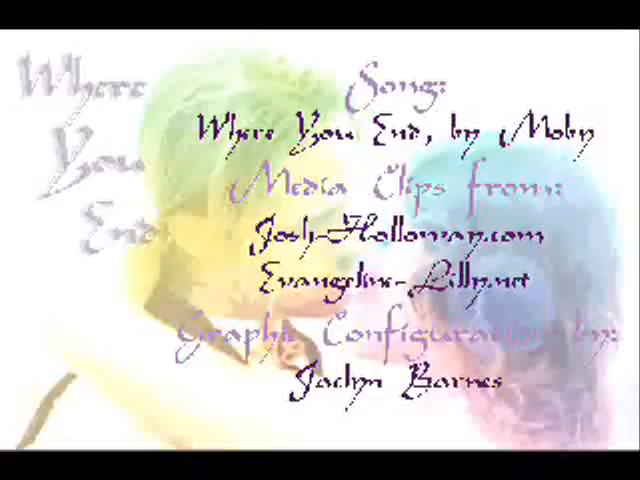 Where
You
End
Song:
Where You End, by Moby
Media Clips from:
Josh-Holloway.com
Evangeline-Lilly.net
Graphic Configuration by:
Jaclyn Barnes